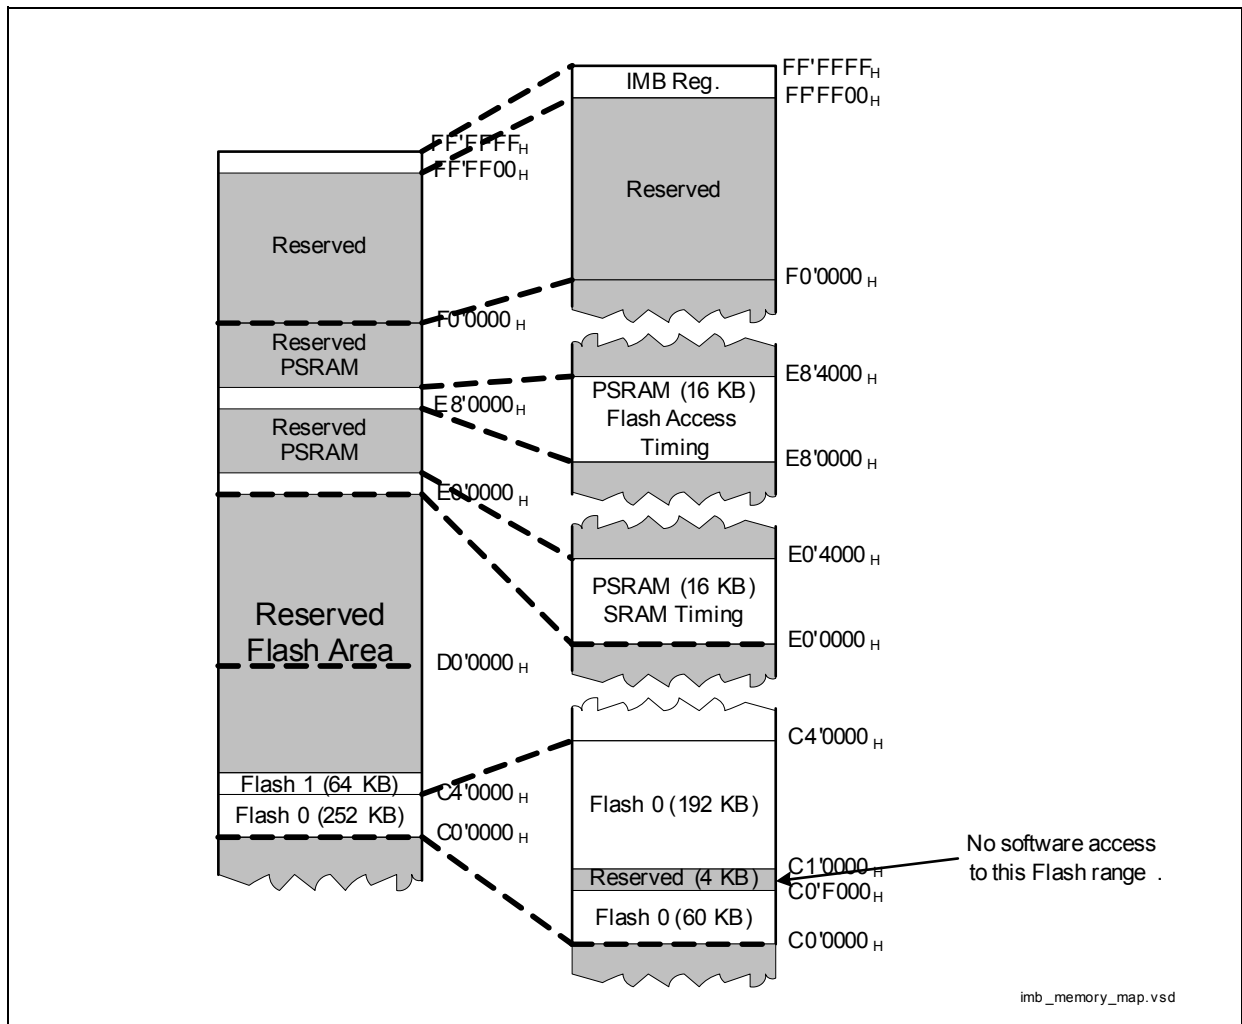 FF'FFFFH
FF'FF00H
Reserved
F0'0000 H
Reserved
PSRAM
E8'0000 H
Reserved
PSRAM
E0'0000 H
Reserved
Flash Area
D0'0000 H
Flash 1 (64 KB)
C4'0000 H
Flash 0 (252 KB)
C0'0000 H
IMB Reg.
FF'FFFFH
FF'FF00H
Reserved
F0'0000 H
E8'4000 H
PSRAM (16 KB)
Flash Access
Timing
E8'0000 H
E0'4000 H
PSRAM (16 KB)
SRAM Timing
E0'0000 H
C4'0000 H
Flash 0 (192 KB)
C1'0000 H
Reserved (4 KB)
C0'F000 H
Flash 0 (60 KB)
C0'0000 H
No software access
to this Flash range .
imb_memory_map.vsd